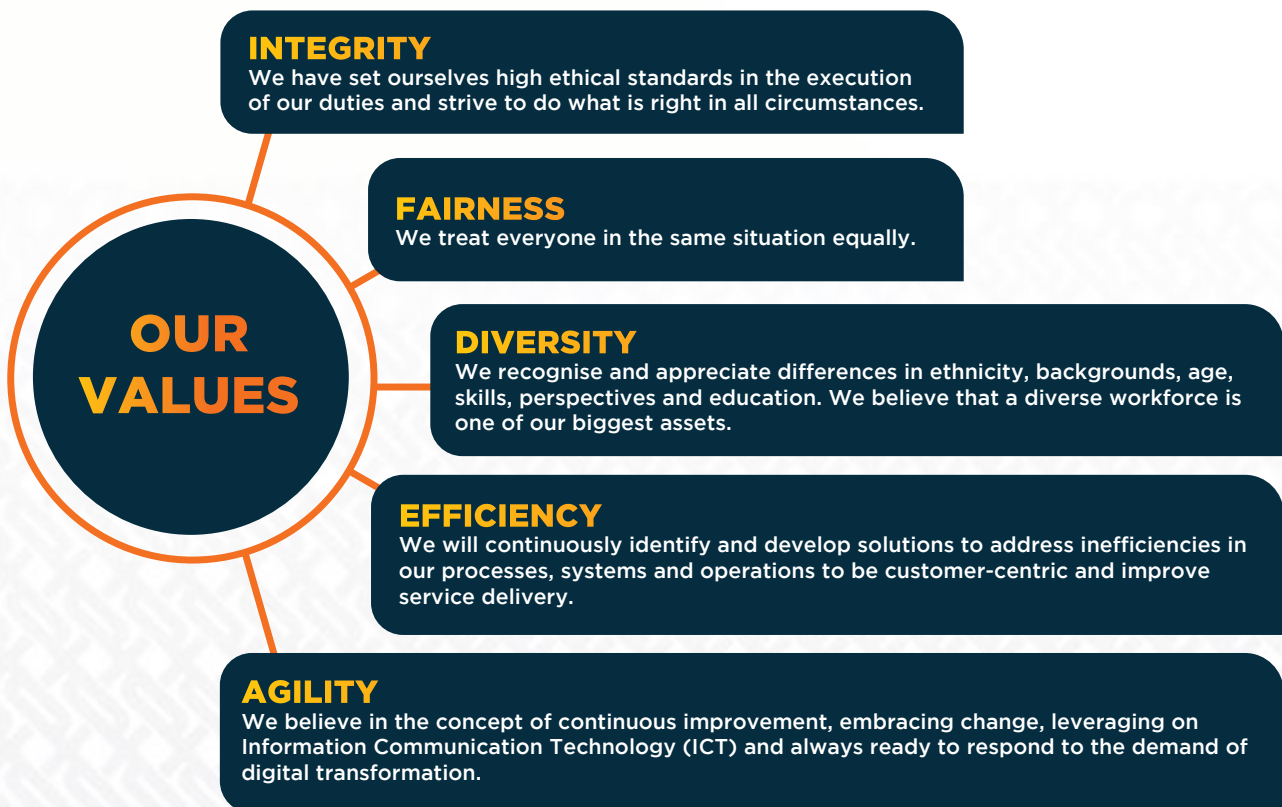 INTEGRITY
We have set ourselves high ethical standards in the execution
of our duties and strive to do what is right in all circumstances.
FAIRNESS
We treat everyone in the same situation equally.
OUR
VALUES
DIVERSITY
We recognise and appreciate differences in ethnicity, backgrounds, age,
skills, perspectives and education. We believe that a diverse workforce is
one of our biggest assets.
EFFICIENCY
We will continuously identify and develop solutions to address inefficiencies in
our processes, systems and operations to be customer-centric and improve
service delivery.
AGILITY
We believe in the concept of continuous improvement, embracing change, leveraging on
Information Communication Technology (ICT) and always ready to respond to the demand of
digital transformation.